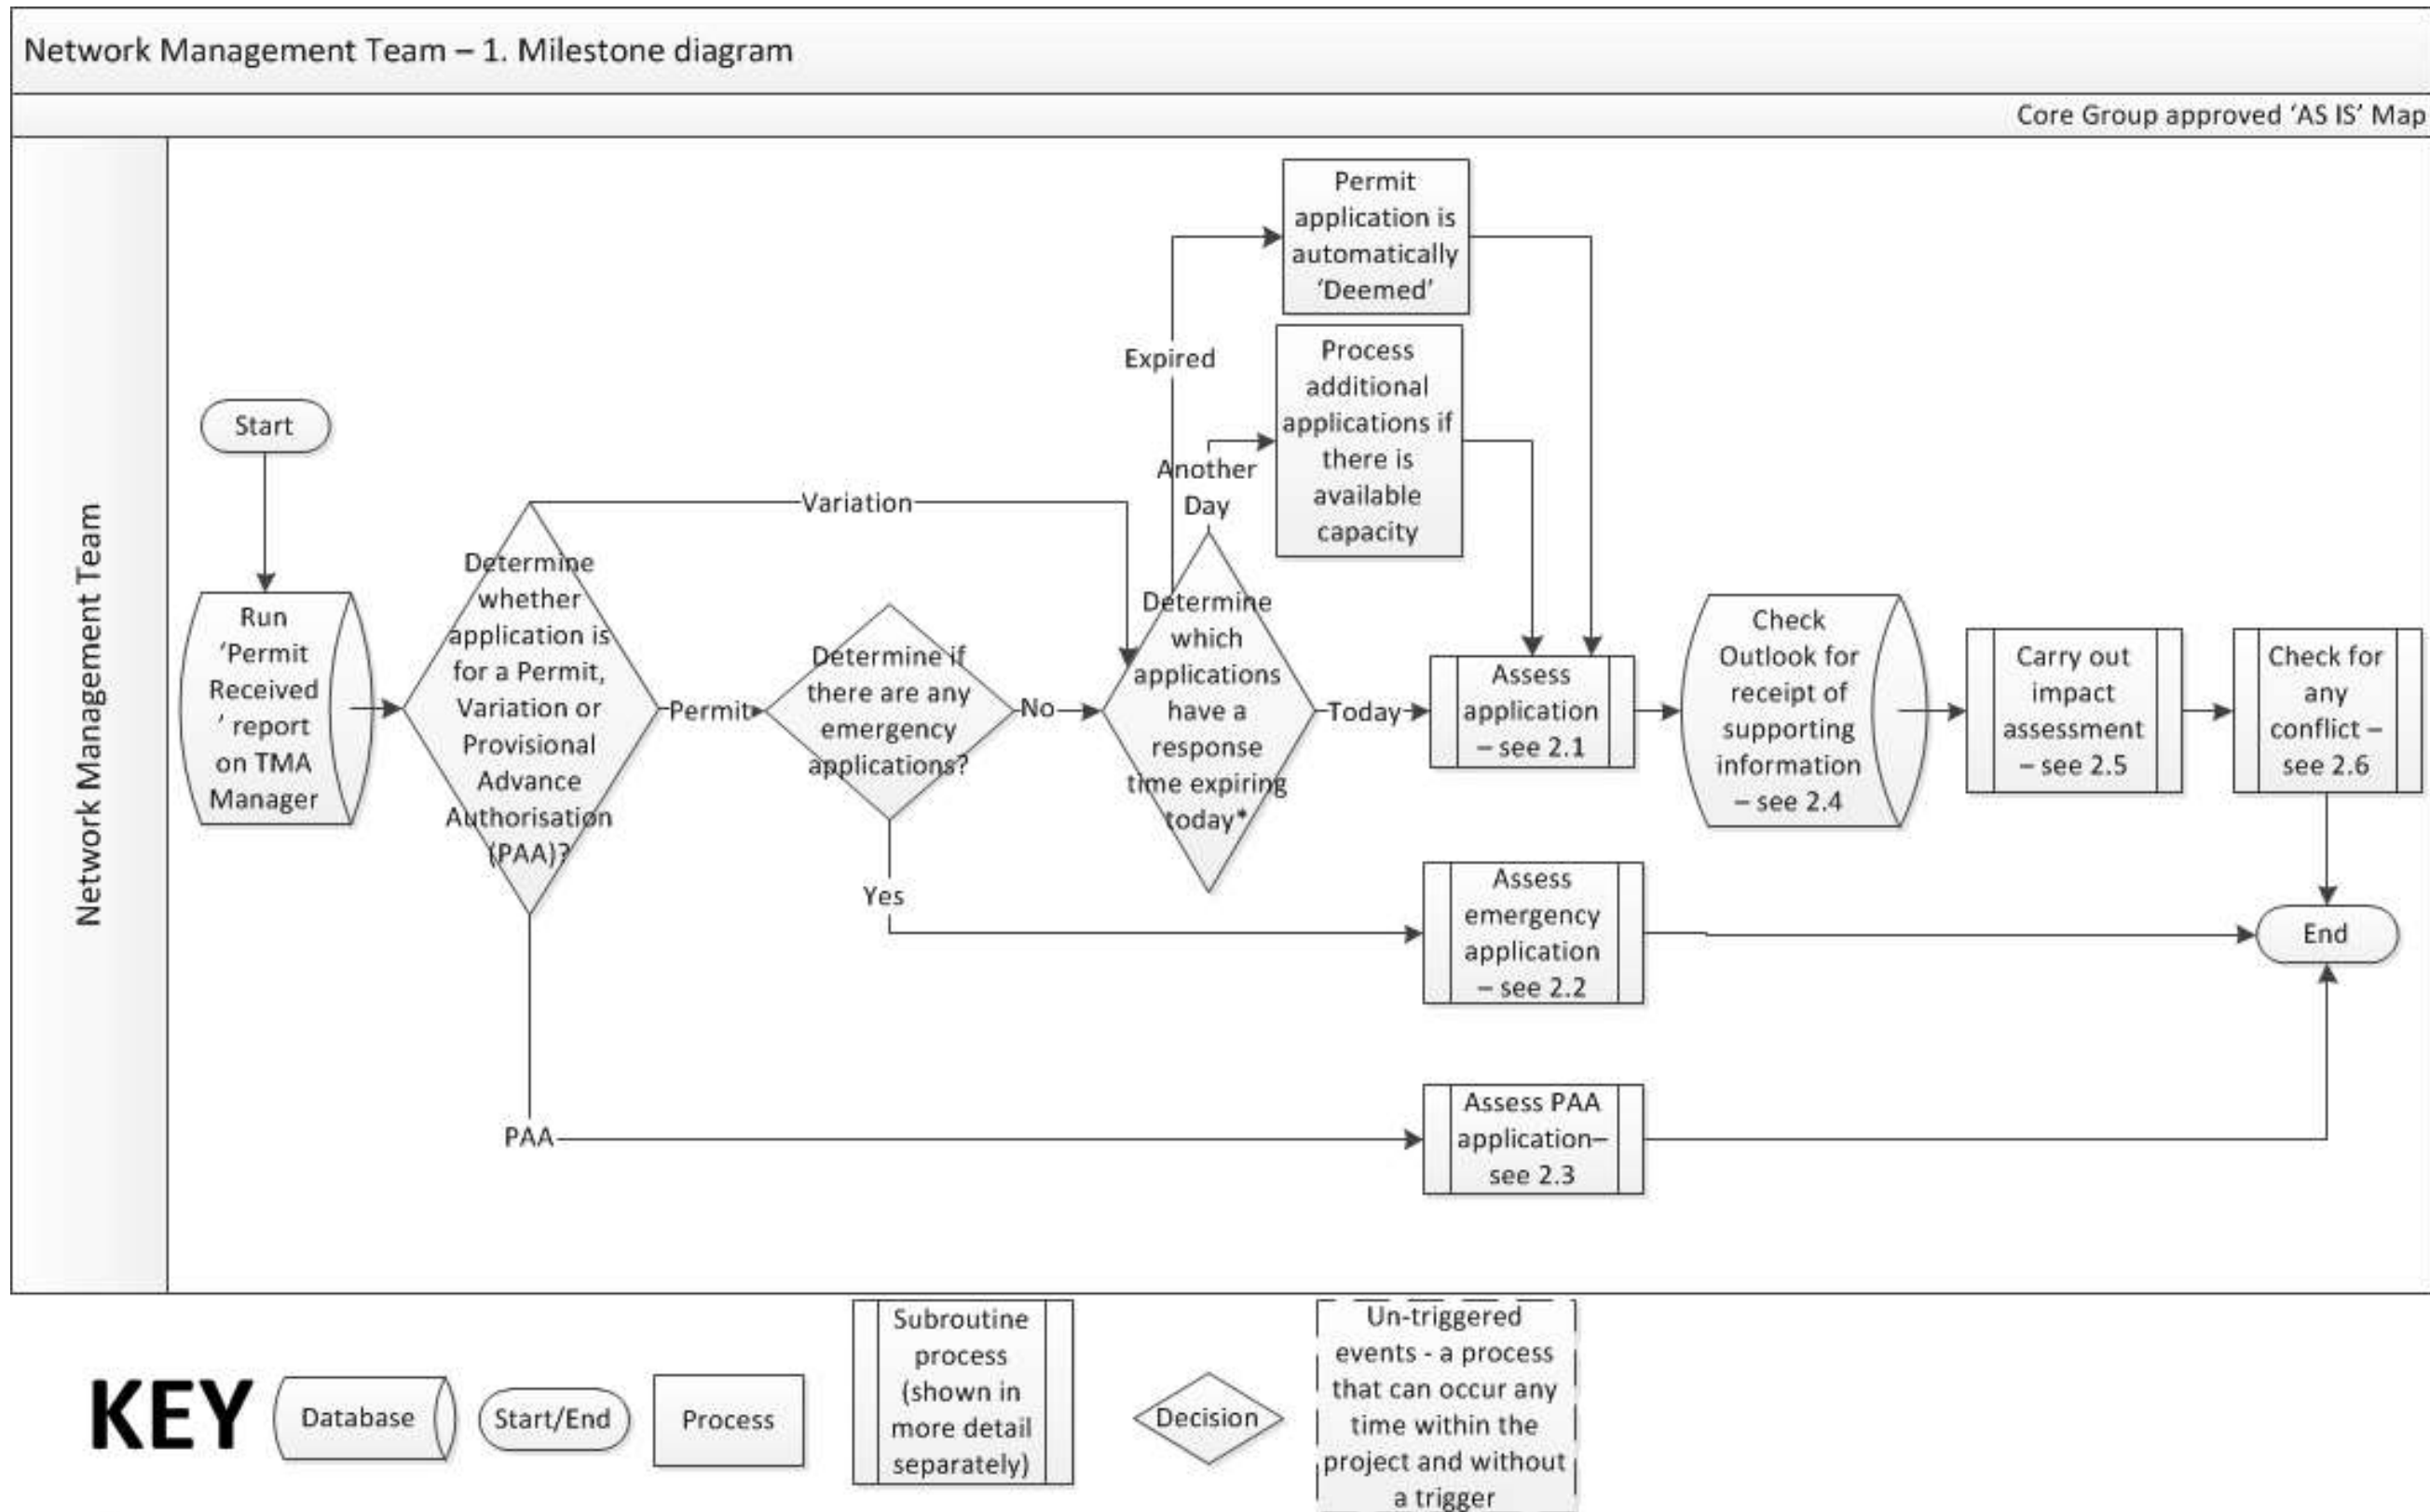 Network Management Team – 1. Milestone diagram
Core Group approved ‘AS IS’ Map
Network Management Team
Start
Run
‘Permit
Received
’ report
on TMA
Manager
Determine
whether
application is
for a Permit,
Variation or
Provisional
Advance
Authorisation
(PAA)?
Variation
Permit
PAA
Determine if
there are any
emergency
applications?
No
Yes
Determine
which
applications
have a
response
time expiring
today*
Expired
Another
Day
Today
Permit
application is
automatically
‘Deemed’
Process
additional
applications if
there is
available
capacity
Assess
application
– see 2.1
Check
Outlook for
receipt of
supporting
information
– see 2.4
Carry out
impact
assessment
– see 2.5
Check for
any
conflict –
see 2.6
Assess
emergency
application
– see 2.2
End
Assess PAA
application–
see 2.3
KEY
Database
Start/End
Process
Subroutine
process
(shown in
more detail
separately)
Decision
Un-triggered
events - a process
that can occur any
time within the
project and without
a trigger